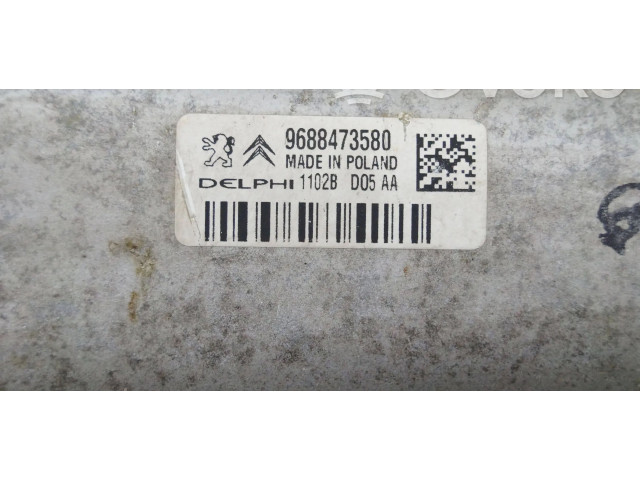 9688473580
MADE IN POLAND
DELPHI 1102B D05 AA